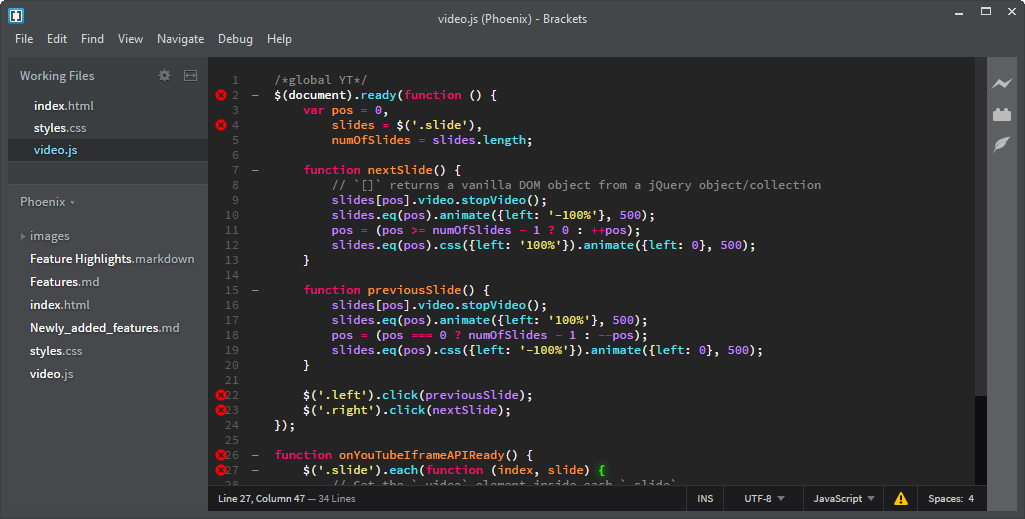 video.js (Phoenix) - Brackets
File Edit Find View Navigate Debug Help
Working Files
index.html
styles.css
video.js
Phoenix
images
Feature Highlights.markdown
Features.md
index.html
Newly_added_features.md
styles.css
video.js
1 /*global YT*/
2 $(document).ready(function () {
3 var pos = 0,
4 slides = $('.slide'),
5 numOfSlides = slides.length;
6
7 function nextSlide() {
8 // `[]` returns a vanilla DOM object from a jQuery object/collection
9 slides[pos].video.stopVideo();
10 slides.eq(pos).animate({left: '-100%'}, 500);
11 pos = (pos >= numOfSlides - 1 ? 0 : ++pos);
12 slides.eq(pos).css({left: '100%'}).animate({left: 0}, 500);
13 }
14
15 function previousSlide() {
16 slides[pos].video.stopVideo();
17 slides.eq(pos).animate({left: '100%'}, 500);
18 pos = (pos === 0 ? numOfSlides - 1 : --pos);
19 slides.eq(pos).css({left: '-100%'}).animate({left: 0}, 500);
20 }
21
22 $('.left').click(previousSlide);
23 $('.right').click(nextSlide);
24 });
25
26 function onYouTubeIframeAPIReady() {
27 $('.slide').each(function (index, slide) {
28 // Get the `.video` element inside each `.slide`
Line 27, Column 47 — 34 Lines INS UTF-8 JavaScript Spaces: 4